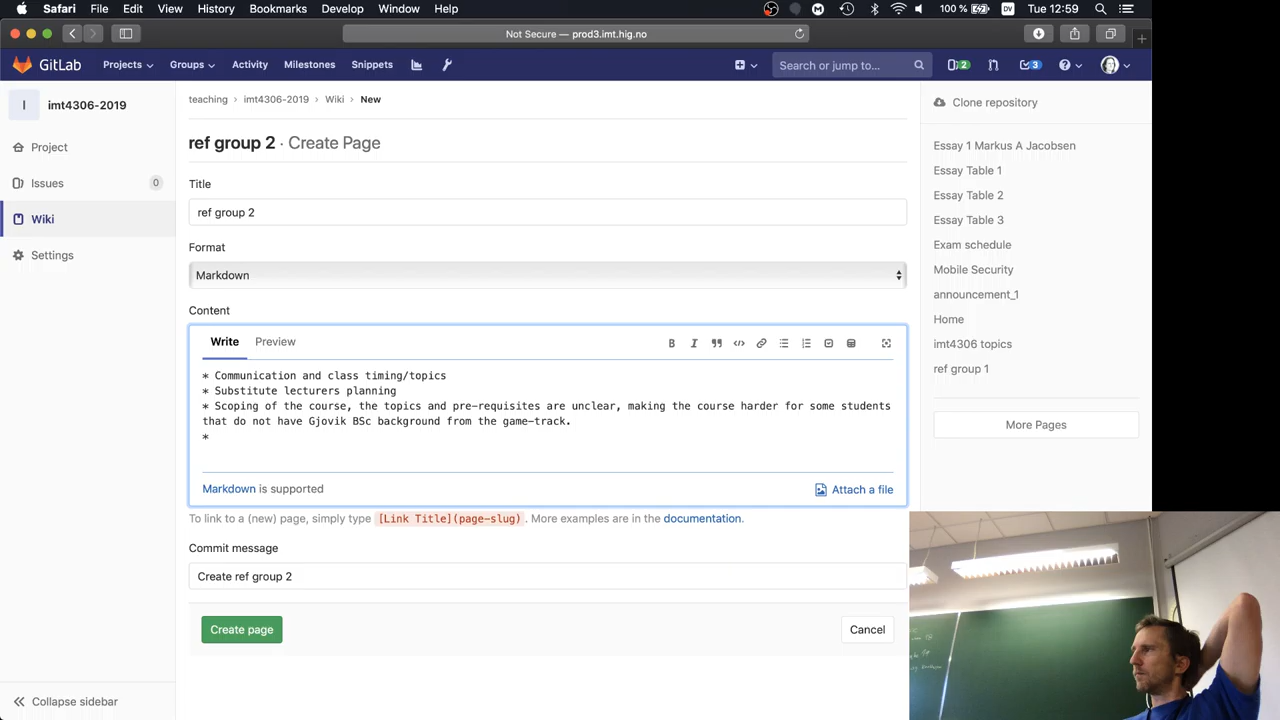 Safari File Edit View History Bookmarks Develop Window Help 100 % DV Tue 12:59
Not Secure — prod3.imt.hig.no
GitLab Projects Groups Activity Milestones Snippets Search or jump to... 2 3
I imt4306-2019
Project
Issues 0
Wiki
Settings
Collapse sidebar
teaching › imt4306-2019 › Wiki › New
ref group 2 · Create Page
Title
ref group 2
Format
Markdown
Content
Write Preview
* Communication and class timing/topics
* Substitute lecturers planning
* Scoping of the course, the topics and pre-requisites are unclear, making the course harder for some students
that do not have Gjovik BSc background from the game-track.
*
Markdown is supported Attach a file
To link to a (new) page, simply type [Link Title](page-slug). More examples are in the documentation.
Commit message
Create ref group 2
Create page Cancel
Clone repository
Essay 1 Markus A Jacobsen
Essay Table 1
Essay Table 2
Essay Table 3
Exam schedule
Mobile Security
announcement_1
Home
imt4306 topics
ref group 1
More Pages